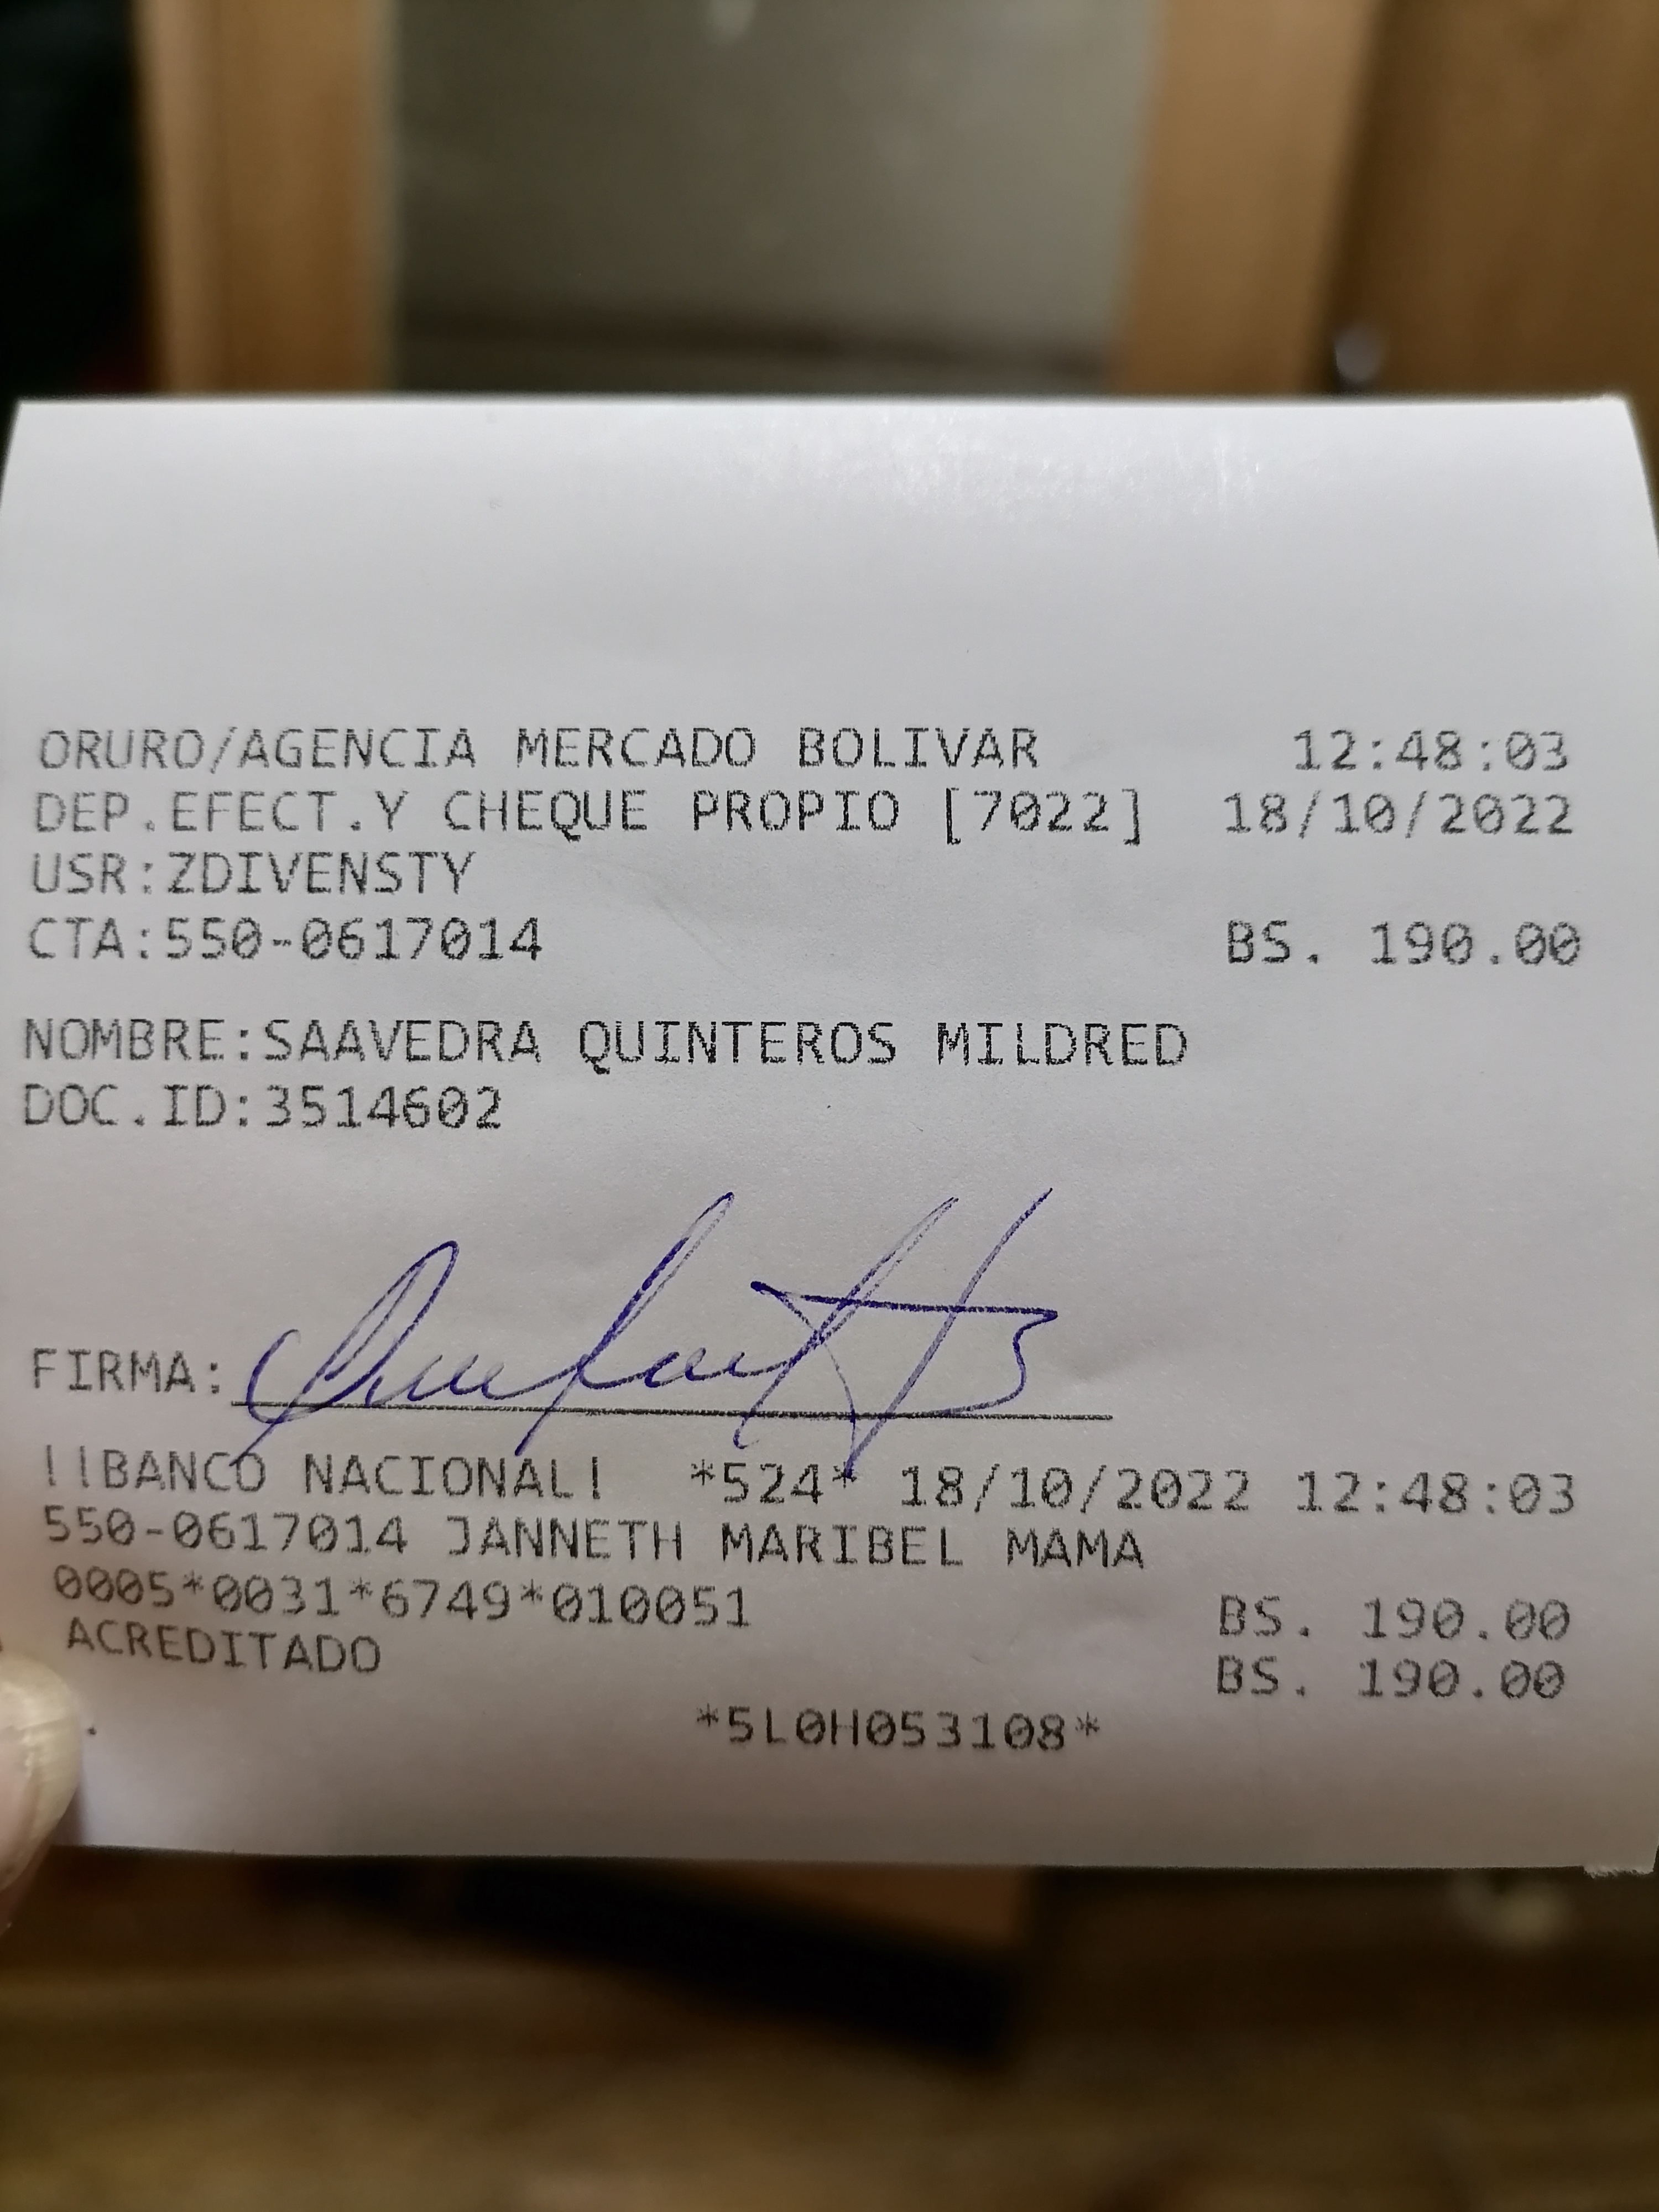 ORURO/AGENCIA MERCADO BOLIVAR 12:48:03
DEP.EFECT.Y CHEQUE PROPIO [7022] 18/10/2022
USR:ZDIVENSTY
CTA:550-0617014 BS. 190.00
NOMBRE:SAAVEDRA QUINTEROS MILDRED
DOC.ID:3514602
FIRMA:
!!BANCO NACIONAL! *524* 18/10/2022 12:48:03
550-0617014 JANNETH MARIBEL MAMA
0005*0031*6749*010051 BS. 190.00
ACREDITADO BS. 190.00
*5L0H053108*